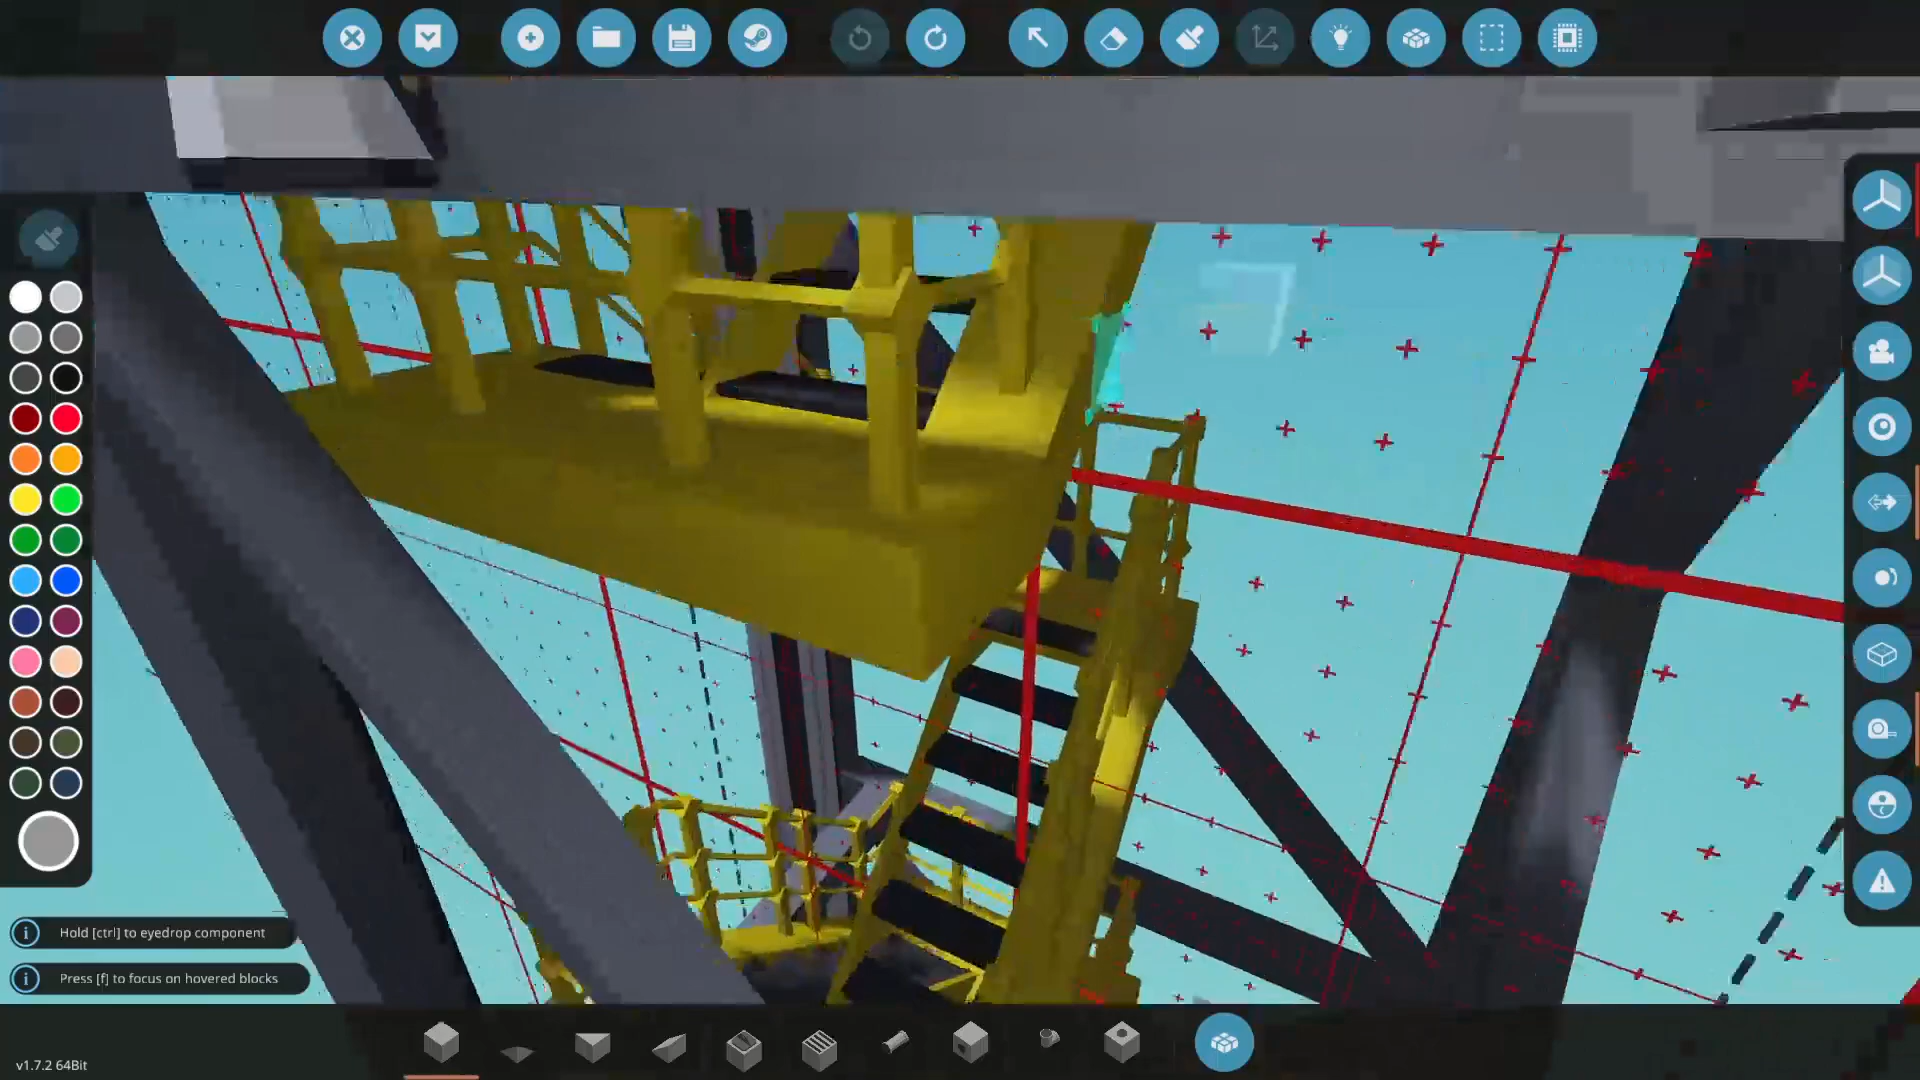 Hold [ctrl] to eyedrop component
Press [f] to focus on hovered blocks
v1.7.2 64Bit